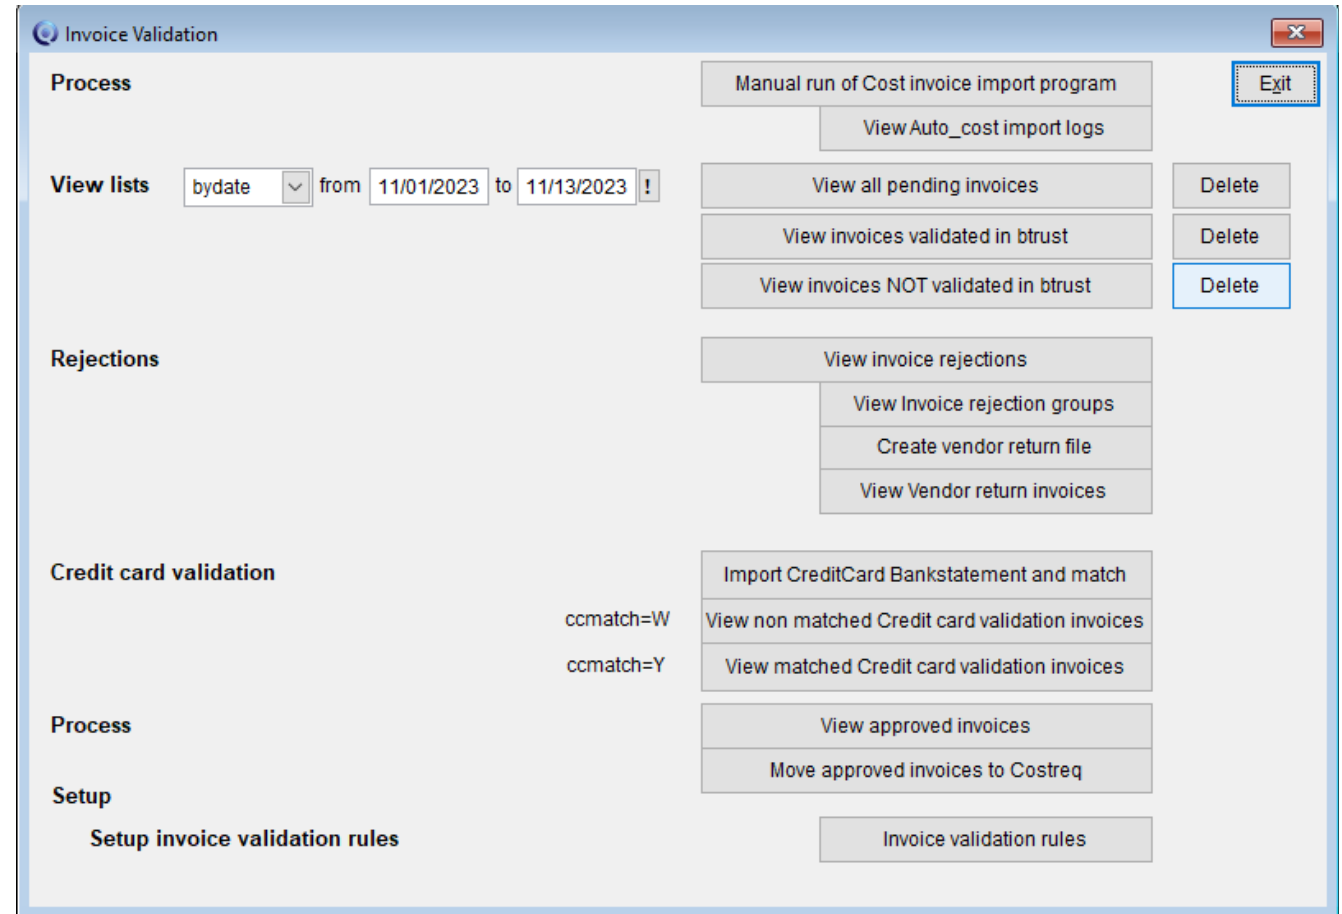 Invoice Validation
Process Manual run of Cost invoice import program Exit
View Auto_cost import logs
View lists bydate from 11/01/2023 to 11/13/2023 ! View all pending invoices Delete
View invoices validated in btrust Delete
View invoices NOT validated in btrust Delete
Rejections View invoice rejections
View Invoice rejection groups
Create vendor return file
View Vendor return invoices
Credit card validation Import CreditCard Bankstatement and match
ccmatch=W View non matched Credit card validation invoices
ccmatch=Y View matched Credit card validation invoices
Process View approved invoices
Move approved invoices to Costreq
Setup
Setup invoice validation rules Invoice validation rules